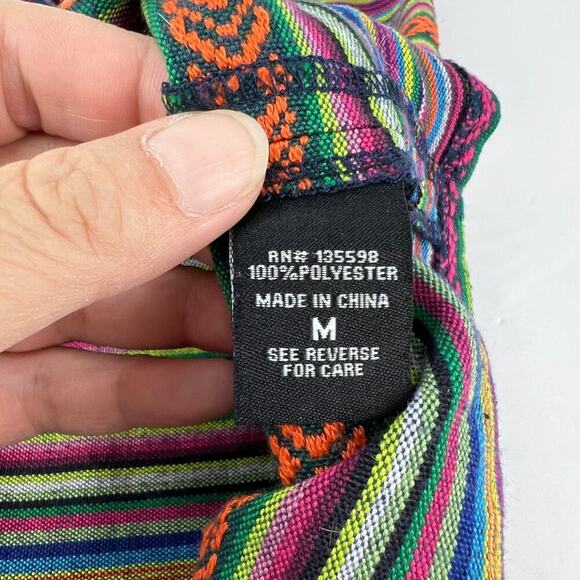 RN# 135598
100%POLYESTER
MADE IN CHINA
M
SEE REVERSE
FOR CARE